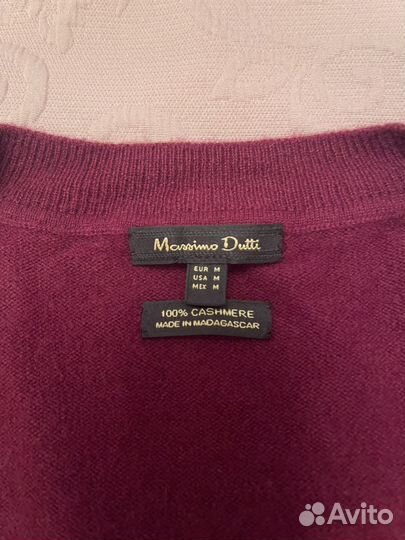 Massimo Dutti
EUR M
USA M
MEX M
100% CASHMERE
MADE IN MADAGASCAR
Avito